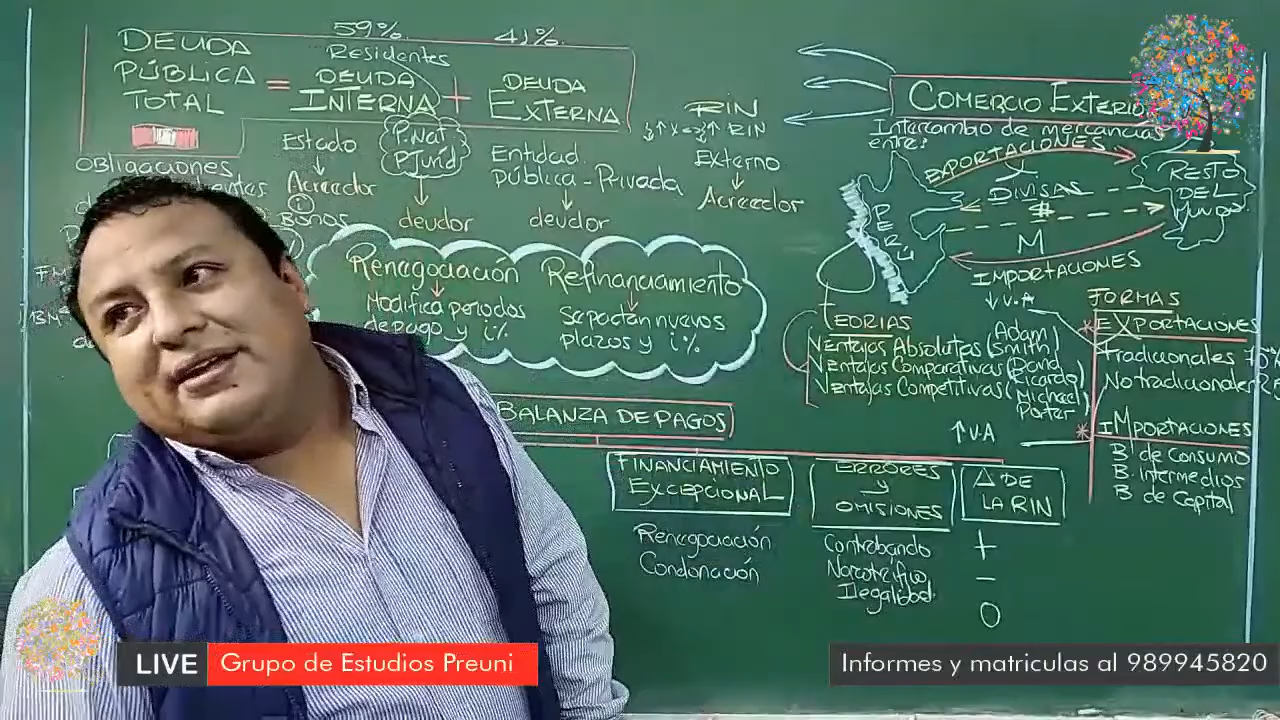 59%
41%
DEUDA
PÚBLICA
TOTAL
=
Residentes
DEUDA
INTERNA
+
DEUDA
EXTERNA
Obligaciones
Estado
Acreedor
Bonos
P.Nat
P.Juríd
deudor
Entidad
Pública - Privada
deudor
RIN
Externo
Acreedor
Renegociación
Modifica periodos
de pago y i%
Refinanciamiento
Se pactan nuevos
plazos y i%
COMERCIO
Intercambio de mercancías
entre:
EXPORTACIONES
X
DIVISAS
$
M
IMPORTACIONES
PERÚ
RESTO
DEL
↓ V.A
TEORIAS
Ventajas Absolutas (Adam Smith)
Ventajas Comparativas (David Ricardo)
Ventajas Competitivas (Michael Porter
↑ V.A
FORMAS
* EXPORTACIONES
Tradicionales
No tradicionales
* IMPORTACIONES
B' de Consumo
B. Intermedios
B de Capital
BALANZA DE PAGOS
FINANCIAMIENTO
EXCEPCIONAL
Renegociación
Condonación
ERRORES
y
OMISIONES
Contrabando
Narcotráfico
Ilegalidad
Δ DE
LA RIN
+
-
0
LIVE Grupo de Estudios Preuni
Informes y matriculas al 989945820